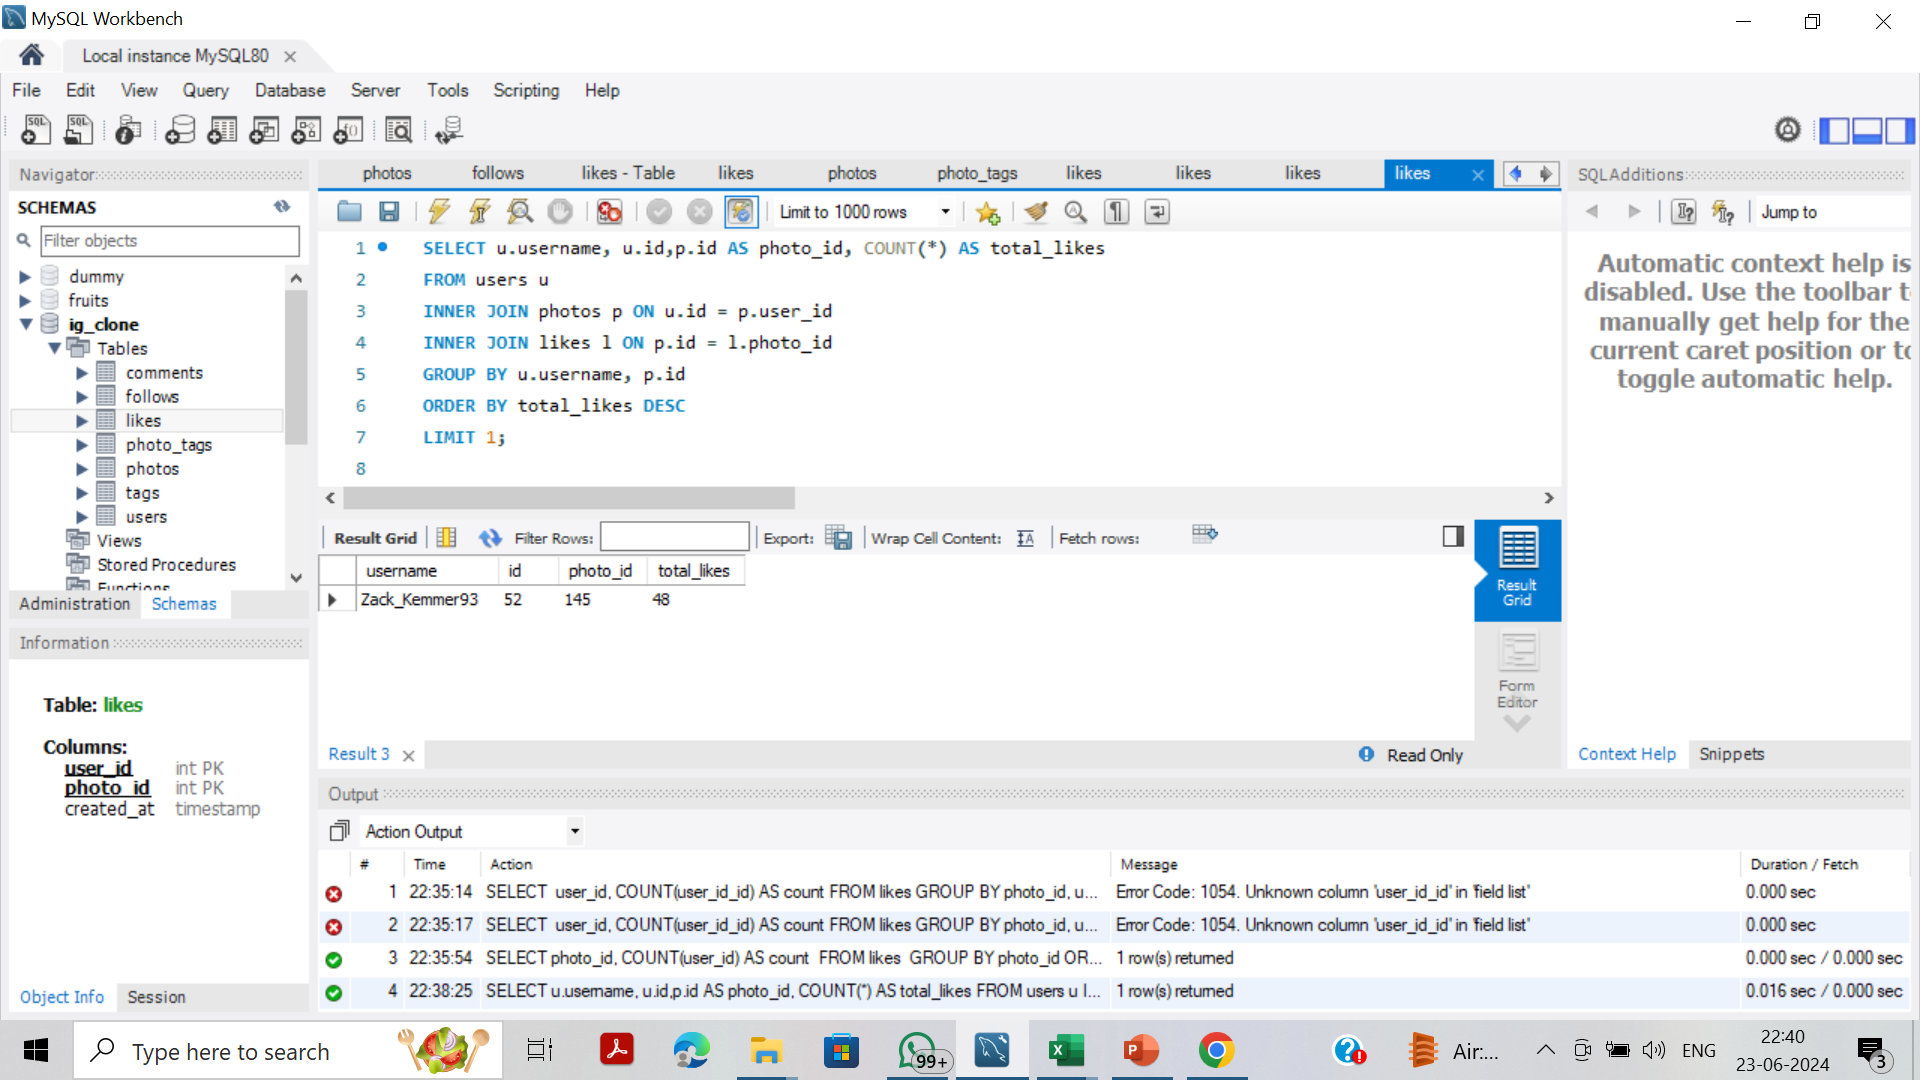 MySQL Workbench
Local instance MySQL80
File Edit View Query Database Server Tools Scripting Help
Navigator
SCHEMAS
Filter objects
dummy
fruits
ig_clone
Tables
comments
follows
likes
photo_tags
photos
tags
users
Views
Stored Procedures
Functions
Administration Schemas
Information
Table: likes
Columns:
user_id int PK
photo_id int PK
created_at timestamp
Object Info Session
photos follows likes - Table likes photos photo_tags likes likes likes likes
Limit to 1000 rows
1 SELECT u.username, u.id,p.id AS photo_id, COUNT(*) AS total_likes
2 FROM users u
3 INNER JOIN photos p ON u.id = p.user_id
4 INNER JOIN likes l ON p.id = l.photo_id
5 GROUP BY u.username, p.id
6 ORDER BY total_likes DESC
7 LIMIT 1;
8
Result Grid Filter Rows: Export: Wrap Cell Content: Fetch rows:
username id photo_id total_likes
Zack_Kemmer93 52 145 48
Result Grid
Form Editor
Result 3
Read Only
SQLAdditions
Jump to
Automatic context help is
disabled. Use the toolbar t
manually get help for the
current caret position or to
toggle automatic help.
Context Help Snippets
Output
Action Output
# Time Action Message Duration / Fetch
1 22:35:14 SELECT user_id, COUNT(user_id_id) AS count FROM likes GROUP BY photo_id, u... Error Code: 1054. Unknown column 'user_id_id' in 'field list' 0.000 sec
2 22:35:17 SELECT user_id, COUNT(user_id_id) AS count FROM likes GROUP BY photo_id, u... Error Code: 1054. Unknown column 'user_id_id' in 'field list' 0.000 sec
3 22:35:54 SELECT photo_id, COUNT(user_id) AS count FROM likes GROUP BY photo_id OR... 1 row(s) returned 0.000 sec / 0.000 sec
4 22:38:25 SELECT u.username, u.id,p.id AS photo_id, COUNT(*) AS total_likes FROM users u I... 1 row(s) returned 0.016 sec / 0.000 sec
Type here to search
99+
Air:...
ENG
22:40
23-06-2024
3